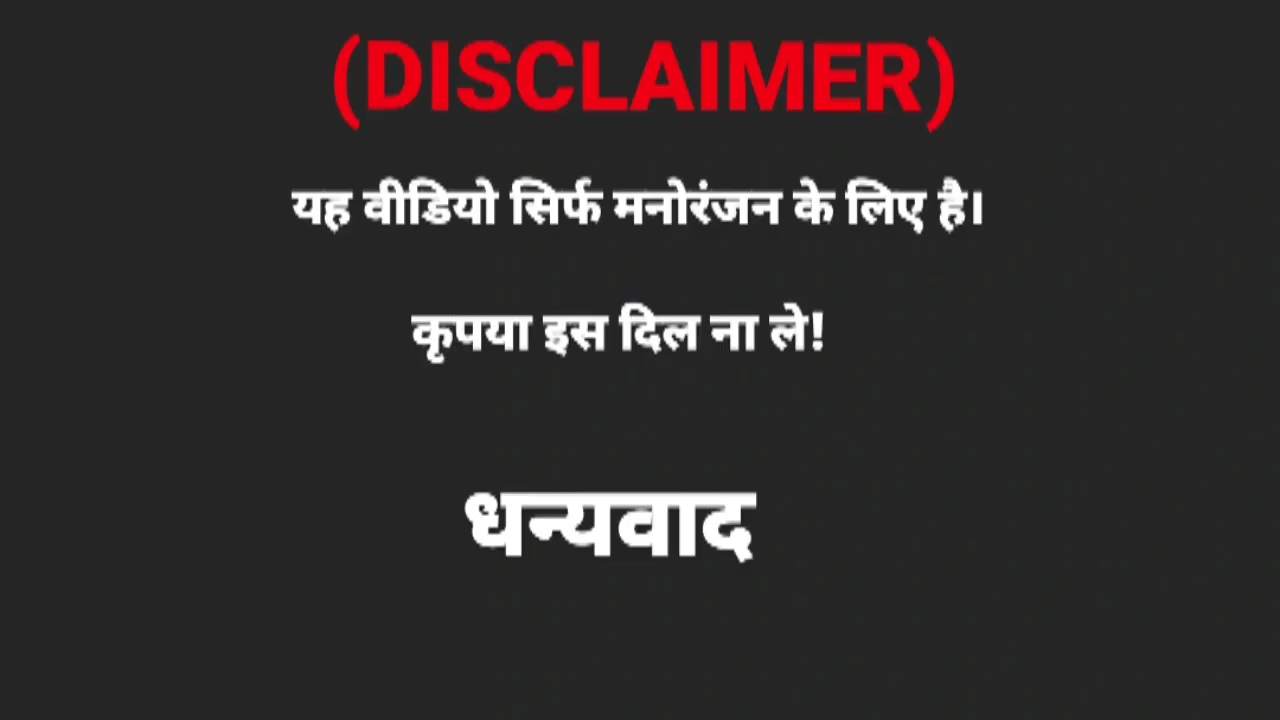 (DISCLAIMER)
यह वीडियो सिर्फ मनोरंजन के लिए है।
कृपया इस दिल ना ले!
धन्यवाद